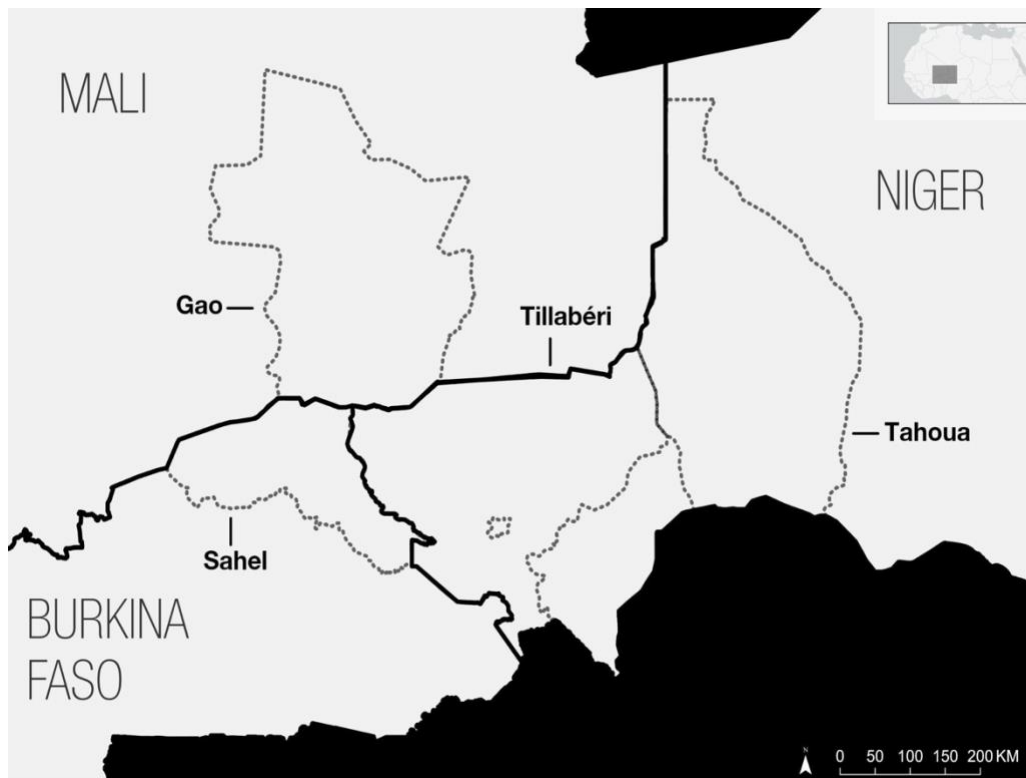 MALI
NIGER
Gao
Tillabéri
Tahoua
Sahel
BURKINA
FASO
N
0 50 100 150 200 KM